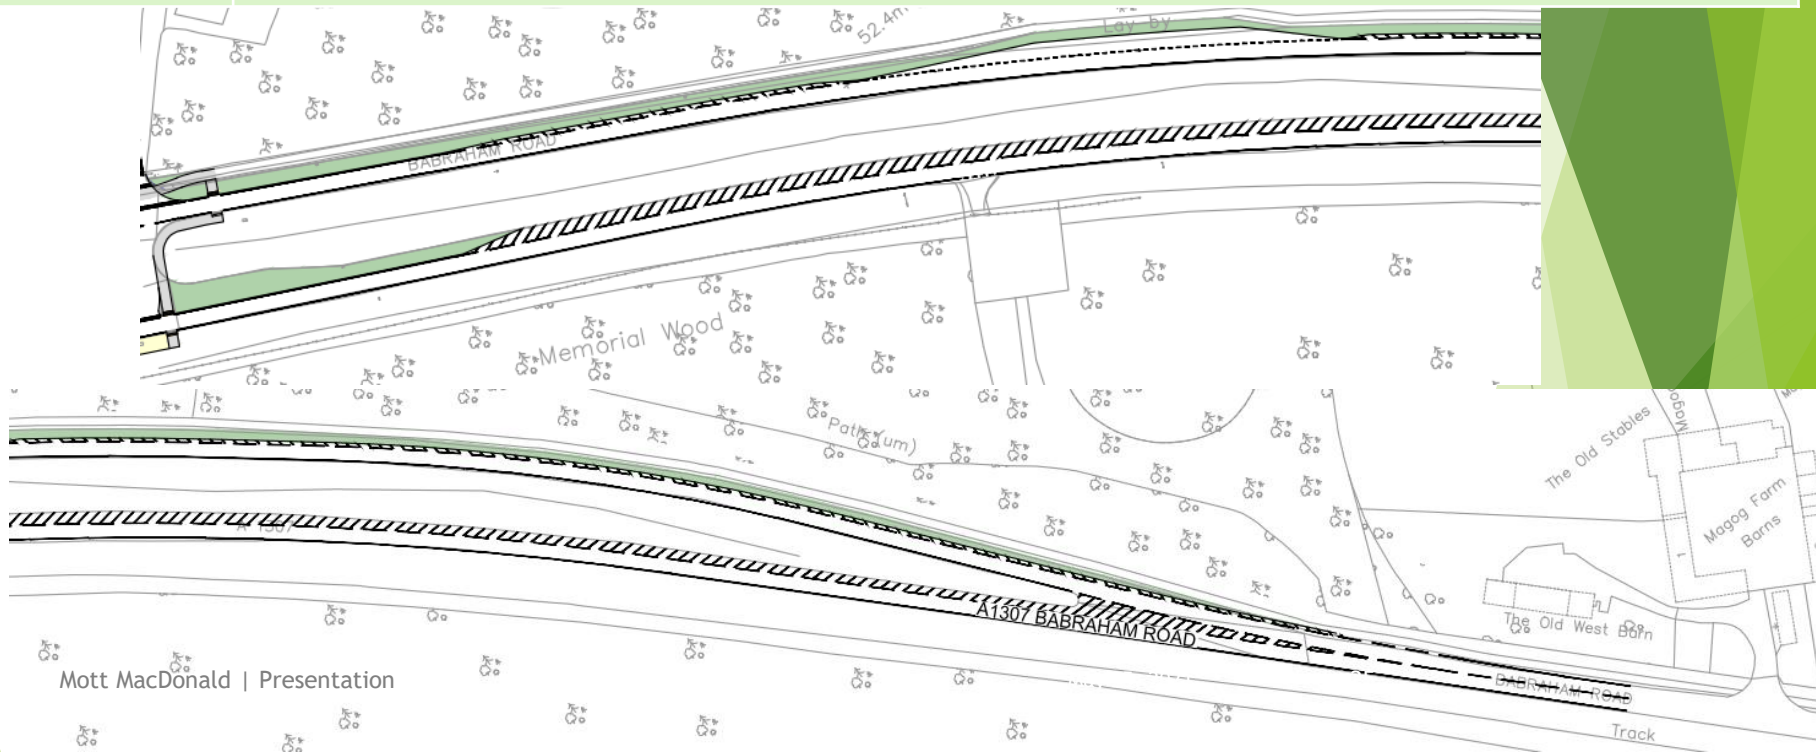 52.4m
Lay-by
BABRAHAM ROAD
Memorial Wood
Path (um)
The Old Stables
Magog Farm
Barns
A 1307
A1307 BABRAHAM ROAD
The Old West Barn
Mott MacDonald | Presentation
BABRAHAM ROAD
Track